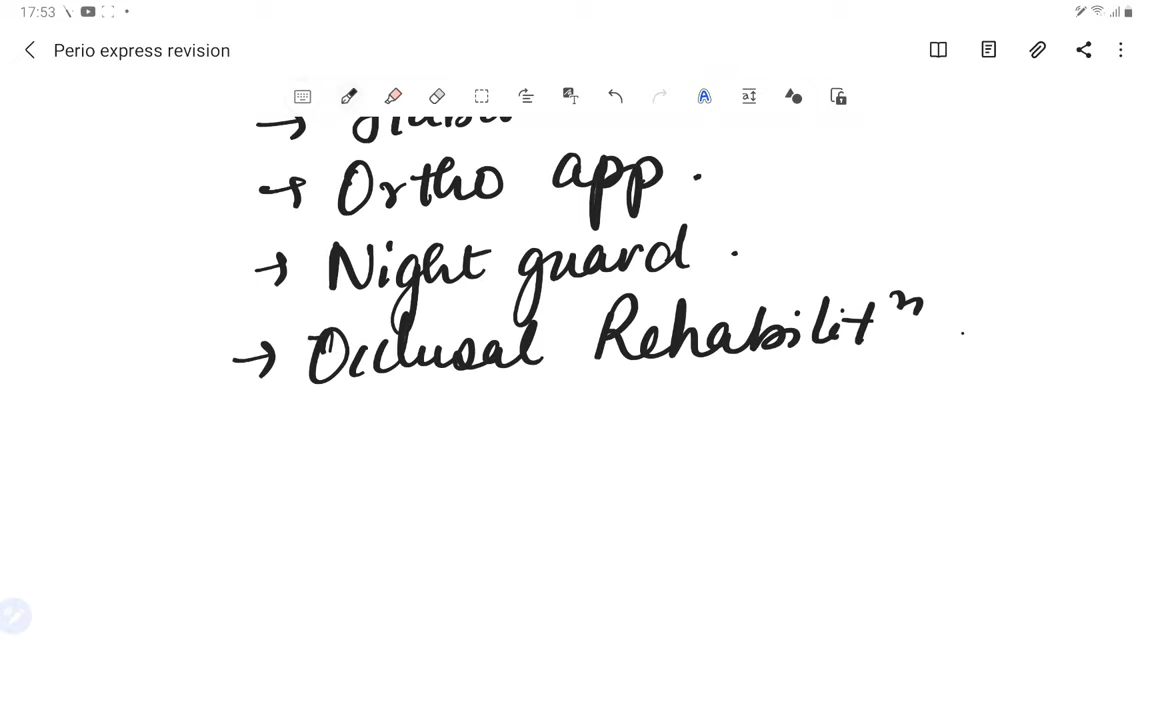 17:53
Perio express revision
→ Ortho app.
→ Night guard.
→ Occlusal Rehabilitⁿ.